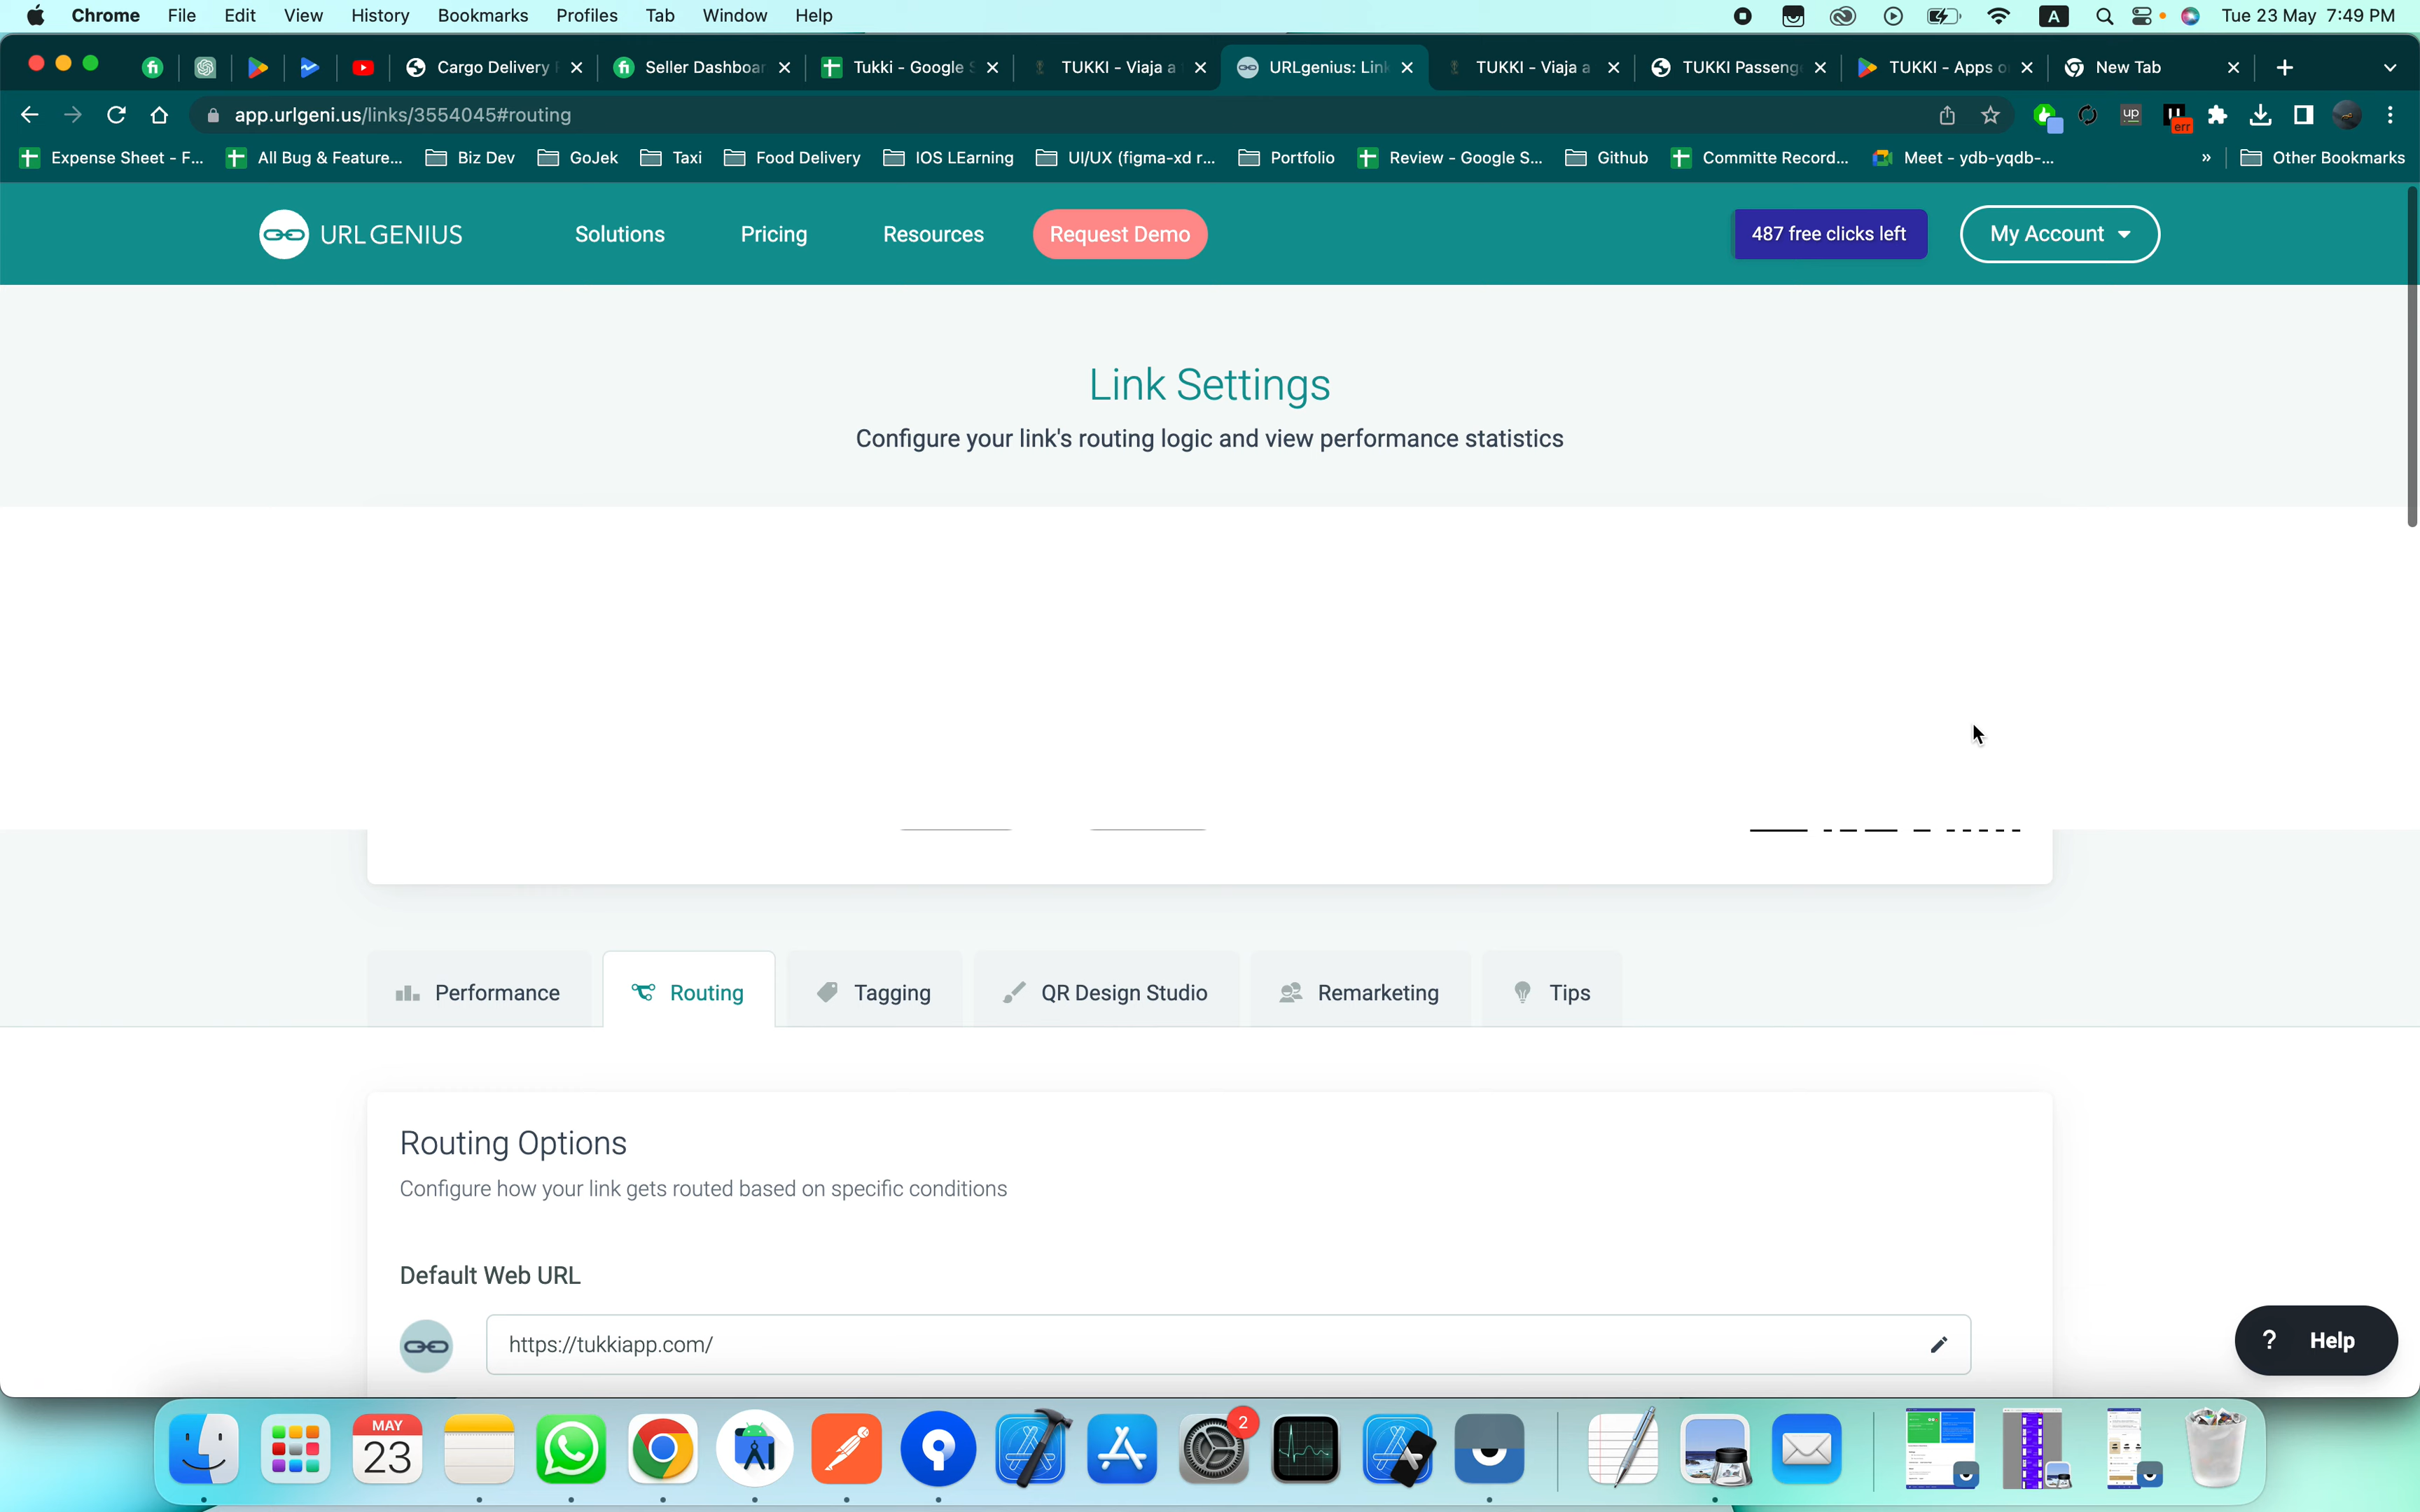 Chrome File Edit View History Bookmarks Profiles Tab Window Help A Tue 23 May 7:49 PM
Cargo Delivery Seller Dashboar Tukki - Google TUKKI - Viaja a URLgenius: Link TUKKI - Viaja a TUKKI Passeng TUKKI - Apps o New Tab
app.urlgeni.us/links/3554045#routing up err
Expense Sheet - F... All Bug & Feature... Biz Dev GoJek Taxi Food Delivery IOS LEarning UI/UX (figma-xd r... Portfolio Review - Google S... Github Committe Record... Meet - ydb-yqdb-... » Other Bookmarks
URLGENIUS Solutions Pricing Resources Request Demo 487 free clicks left My Account
Link Settings
Configure your link's routing logic and view performance statistics
Performance Routing Tagging QR Design Studio Remarketing Tips
Routing Options
Configure how your link gets routed based on specific conditions
Default Web URL
https://tukkiapp.com/
? Help
MAY
23
2